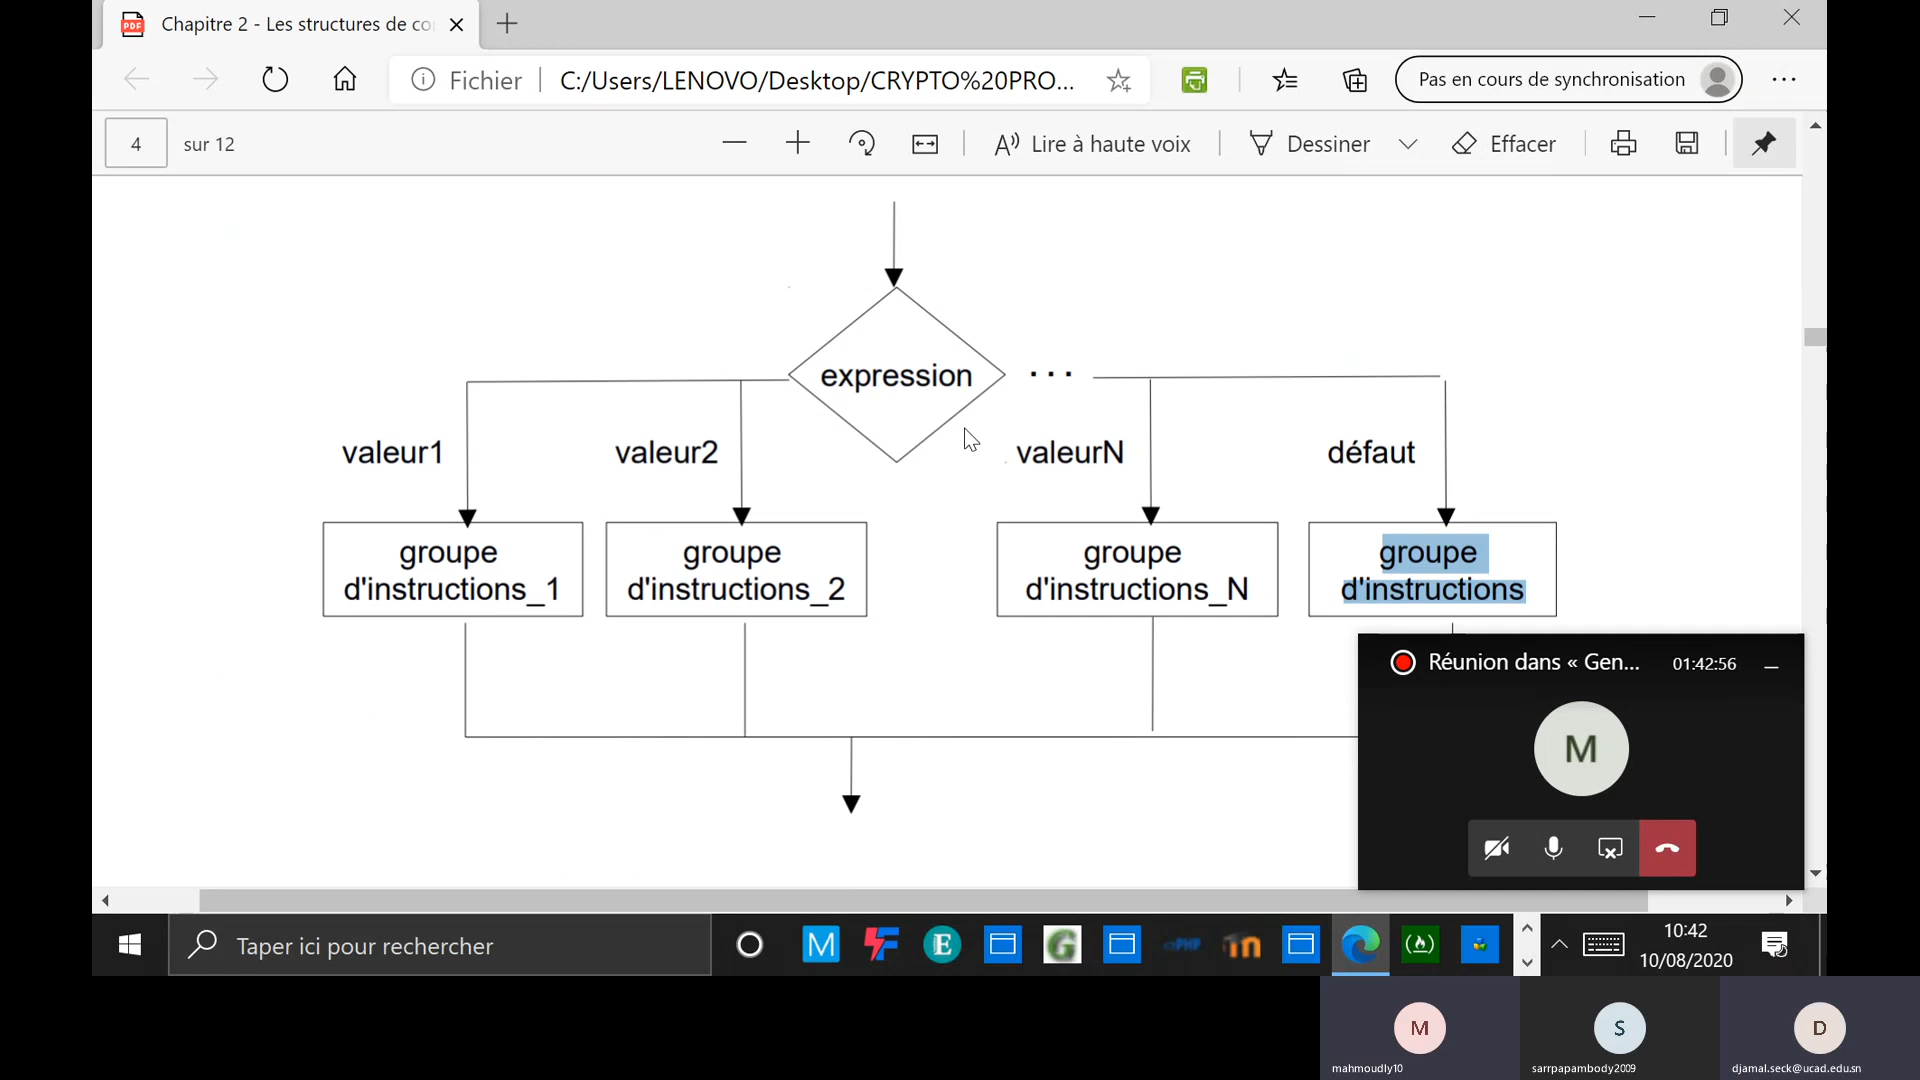 Chapitre 2 - Les structures de co
Fichier
C:/Users/LENOVO/Desktop/CRYPTO%20PRO...
Pas en cours de synchronisation
4
sur 12
Lire à haute voix
Dessiner
Effacer
expression
. . .
valeur1
valeur2
valeurN
défaut
groupe
d'instructions_1
groupe
d'instructions_2
groupe
d'instructions_N
groupe
d'instructions
Réunion dans « Gen...
01:42:56
M
Taper ici pour rechercher
10:42
10/08/2020
M
S
D
mahmoudly10
sarrpapambody2009
djamal.seck@ucad.edu.sn